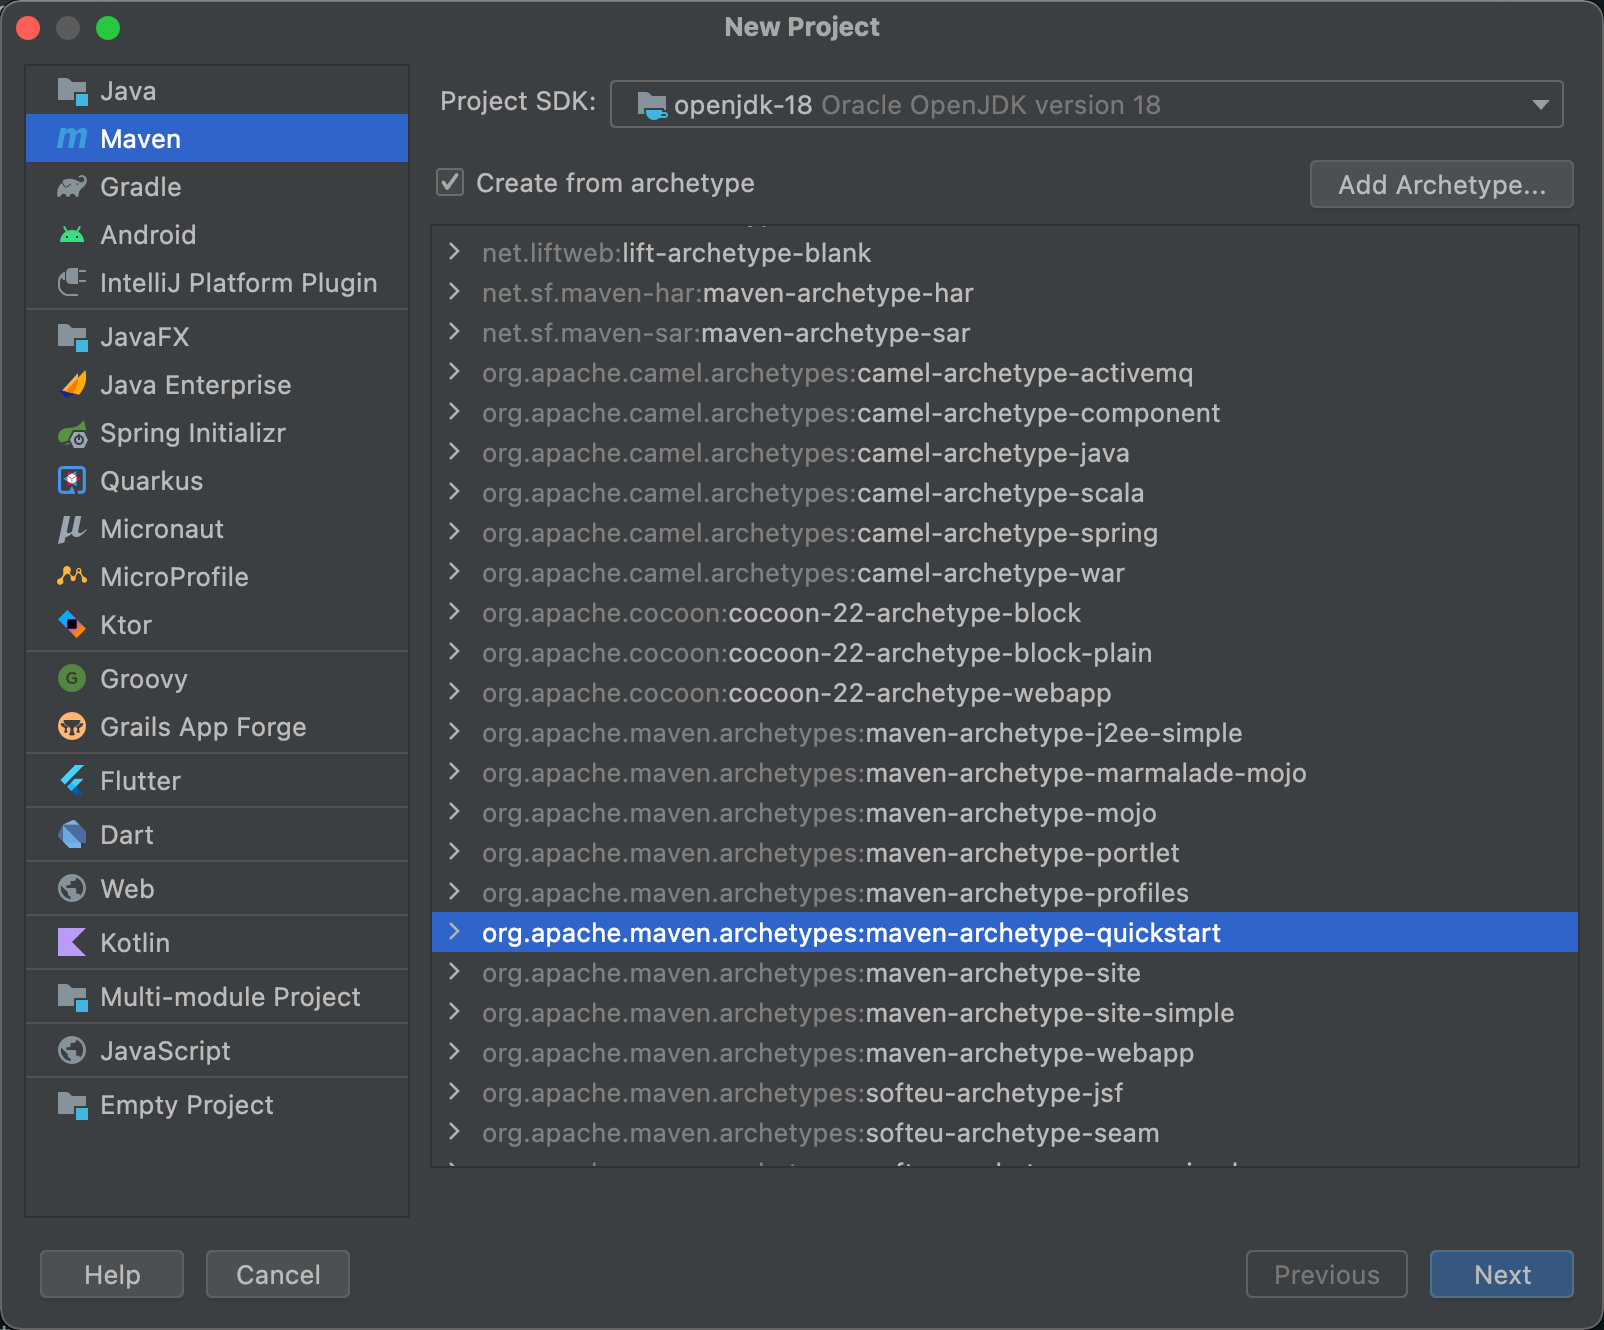 New Project
Java
Maven
Gradle
Android
IntelliJ Platform Plugin
JavaFX
Java Enterprise
Spring Initializr
Quarkus
Micronaut
MicroProfile
Ktor
Groovy
Grails App Forge
Flutter
Dart
Web
Kotlin
Multi-module Project
JavaScript
Empty Project
Project SDK: openjdk-18 Oracle OpenJDK version 18
Create from archetype
Add Archetype...
net.liftweb:lift-archetype-blank
net.sf.maven-har:maven-archetype-har
net.sf.maven-sar:maven-archetype-sar
org.apache.camel.archetypes:camel-archetype-activemq
org.apache.camel.archetypes:camel-archetype-component
org.apache.camel.archetypes:camel-archetype-java
org.apache.camel.archetypes:camel-archetype-scala
org.apache.camel.archetypes:camel-archetype-spring
org.apache.camel.archetypes:camel-archetype-war
org.apache.cocoon:cocoon-22-archetype-block
org.apache.cocoon:cocoon-22-archetype-block-plain
org.apache.cocoon:cocoon-22-archetype-webapp
org.apache.maven.archetypes:maven-archetype-j2ee-simple
org.apache.maven.archetypes:maven-archetype-marmalade-mojo
org.apache.maven.archetypes:maven-archetype-mojo
org.apache.maven.archetypes:maven-archetype-portlet
org.apache.maven.archetypes:maven-archetype-profiles
org.apache.maven.archetypes:maven-archetype-quickstart
org.apache.maven.archetypes:maven-archetype-site
org.apache.maven.archetypes:maven-archetype-site-simple
org.apache.maven.archetypes:maven-archetype-webapp
org.apache.maven.archetypes:softeu-archetype-jsf
org.apache.maven.archetypes:softeu-archetype-seam
Help
Cancel
Previous
Next